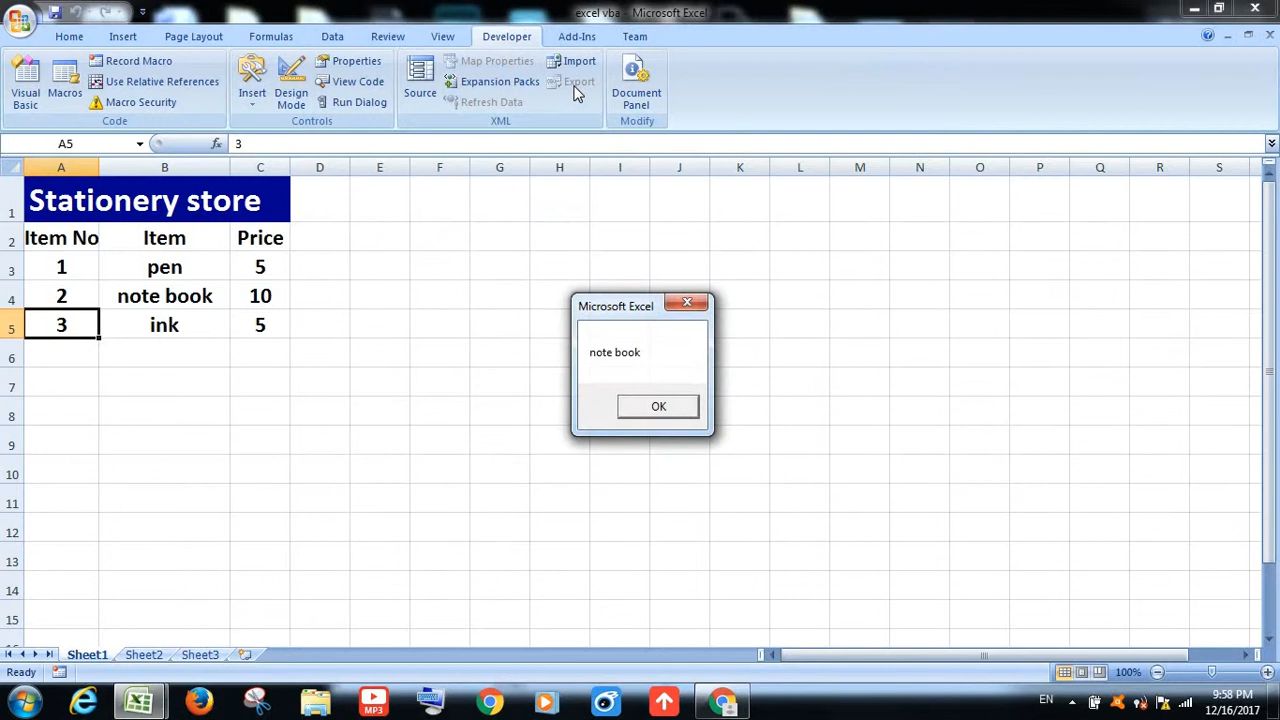 excel vba - Microsoft Excel
Home Insert Page Layout Formulas Data Review View Developer Add-Ins Team
Visual Basic
Macros
Record Macro
Use Relative References
Macro Security
Code
Insert
Design Mode
Properties
View Code
Run Dialog
Controls
Source
Map Properties
Expansion Packs
Refresh Data
Import
Export
XML
Document Panel
Modify
A5 fx 3
A B C D E F G H I J K L M N O P Q R S
1 Stationery store
2 Item No Item Price
3 1 pen 5
4 2 note book 10
5 3 ink 5
6
7
8
9
10
11
12
13
14
15
Microsoft Excel
note book
OK
Sheet1 Sheet2 Sheet3
Ready 100%
MP3
EN 9:58 PM
12/16/2017